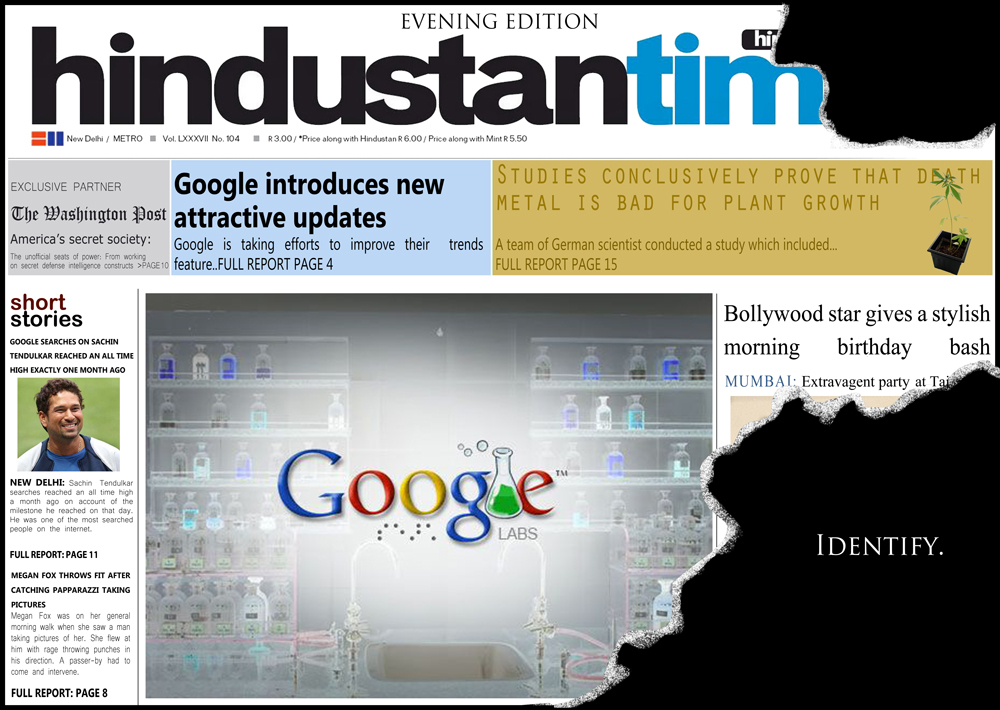 EVENING EDITION
hindustantim
hi
New Delhi / METRO Vol. LXXXVII No. 104 R 3.00 / *Price along with Hindustan R 6.00 / Price along with Mint R 5.50
EXCLUSIVE PARTNER
The Washington Post
America's secret society:
The unofficial seats of power: From working
on secret defense intelligence constructs >PAGE10
Google introduces new
attractive updates
Google is taking efforts to improve their trends
feature..FULL REPORT PAGE 4
STUDIES CONCLUSIVELY PROVE THAT DEATH
METAL IS BAD FOR PLANT GROWTH
A team of German scientist conducted a study which included...
FULL REPORT PAGE 15
short
stories
GOOGLE SEARCHES ON SACHIN
TENDULKAR REACHED AN ALL TIME
HIGH EXACTLY ONE MONTH AGO
NEW DELHI: Sachin Tendulkar
searches reached an all time high
a month ago on account of the
milestone he reached on that day.
He was one of the most searched
people on the internet.
FULL REPORT: PAGE 11
MEGAN FOX THROWS FIT AFTER
CATCHING PAPPARAZZI TAKING
PICTURES
Megan Fox was on her general
morning walk when she saw a man
taking pictures of her. She flew at
him with rage throwing punches in
his direction. A passer-by had to
come and intervene.
FULL REPORT: PAGE 8
Google™
LABS
Bollywood star gives a stylish
morning birthday bash
MUMBAI: Extravagent party at Taj
IDENTIFY.